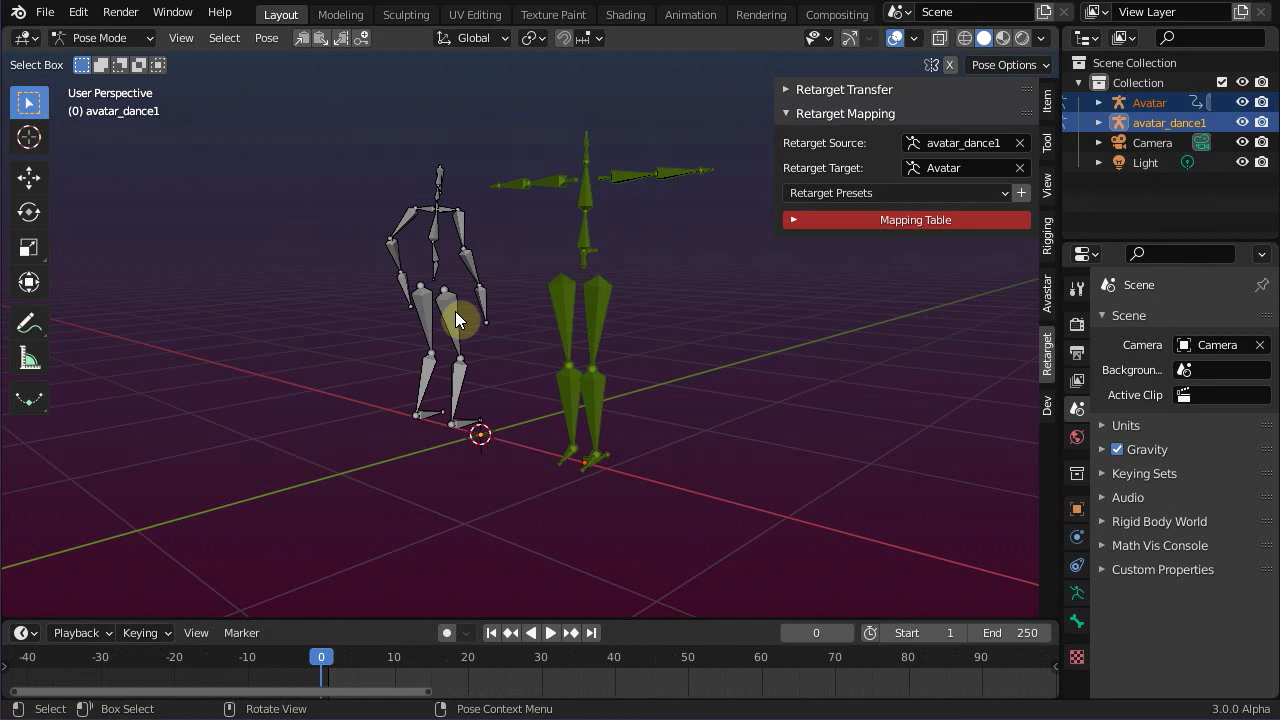 File Edit Render Window Help Layout Modeling Sculpting UV Editing Texture Paint Shading Animation Rendering Compositing Scene View Layer
Pose Mode View Select Pose Global
Select Box X Pose Options
User Perspective
(0) avatar_dance1
Retarget Transfer
Retarget Mapping
Retarget Source: avatar_dance1
Retarget Target: Avatar
Retarget Presets
Mapping Table
Item
Tool
View
Rigging
Avastar
Retarget
Dev
Scene Collection
Collection
Avatar
avatar_dance1
Camera
Light
Scene
Scene
Camera Camera
Backgroun..
Active Clip
Units
Gravity
Keying Sets
Audio
Rigid Body World
Math Vis Console
Custom Properties
Playback Keying View Marker 0 Start 1 End 250
-40 -30 -20 -10 0 10 20 30 40 50 60 70 80 90
Select Box Select Rotate View Pose Context Menu 3.0.0 Alpha